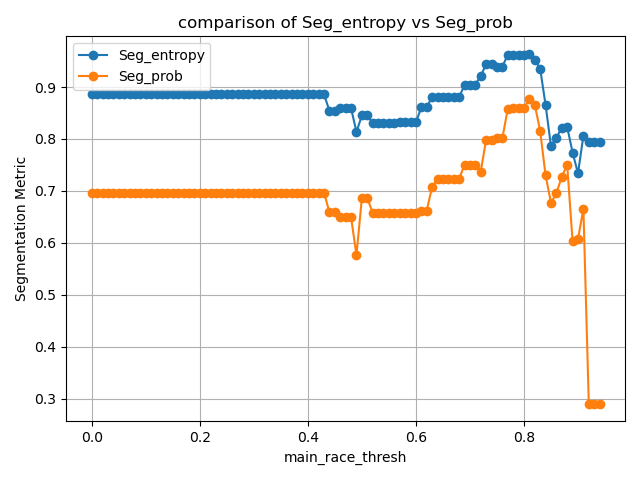 comparison of Seg_entropy vs Seg_prob
Seg_entropy
Seg_prob
Segmentation Metric
0.9
0.8
0.7
0.6
0.5
0.4
0.3
0.0 0.2 0.4 0.6 0.8
main_race_thresh